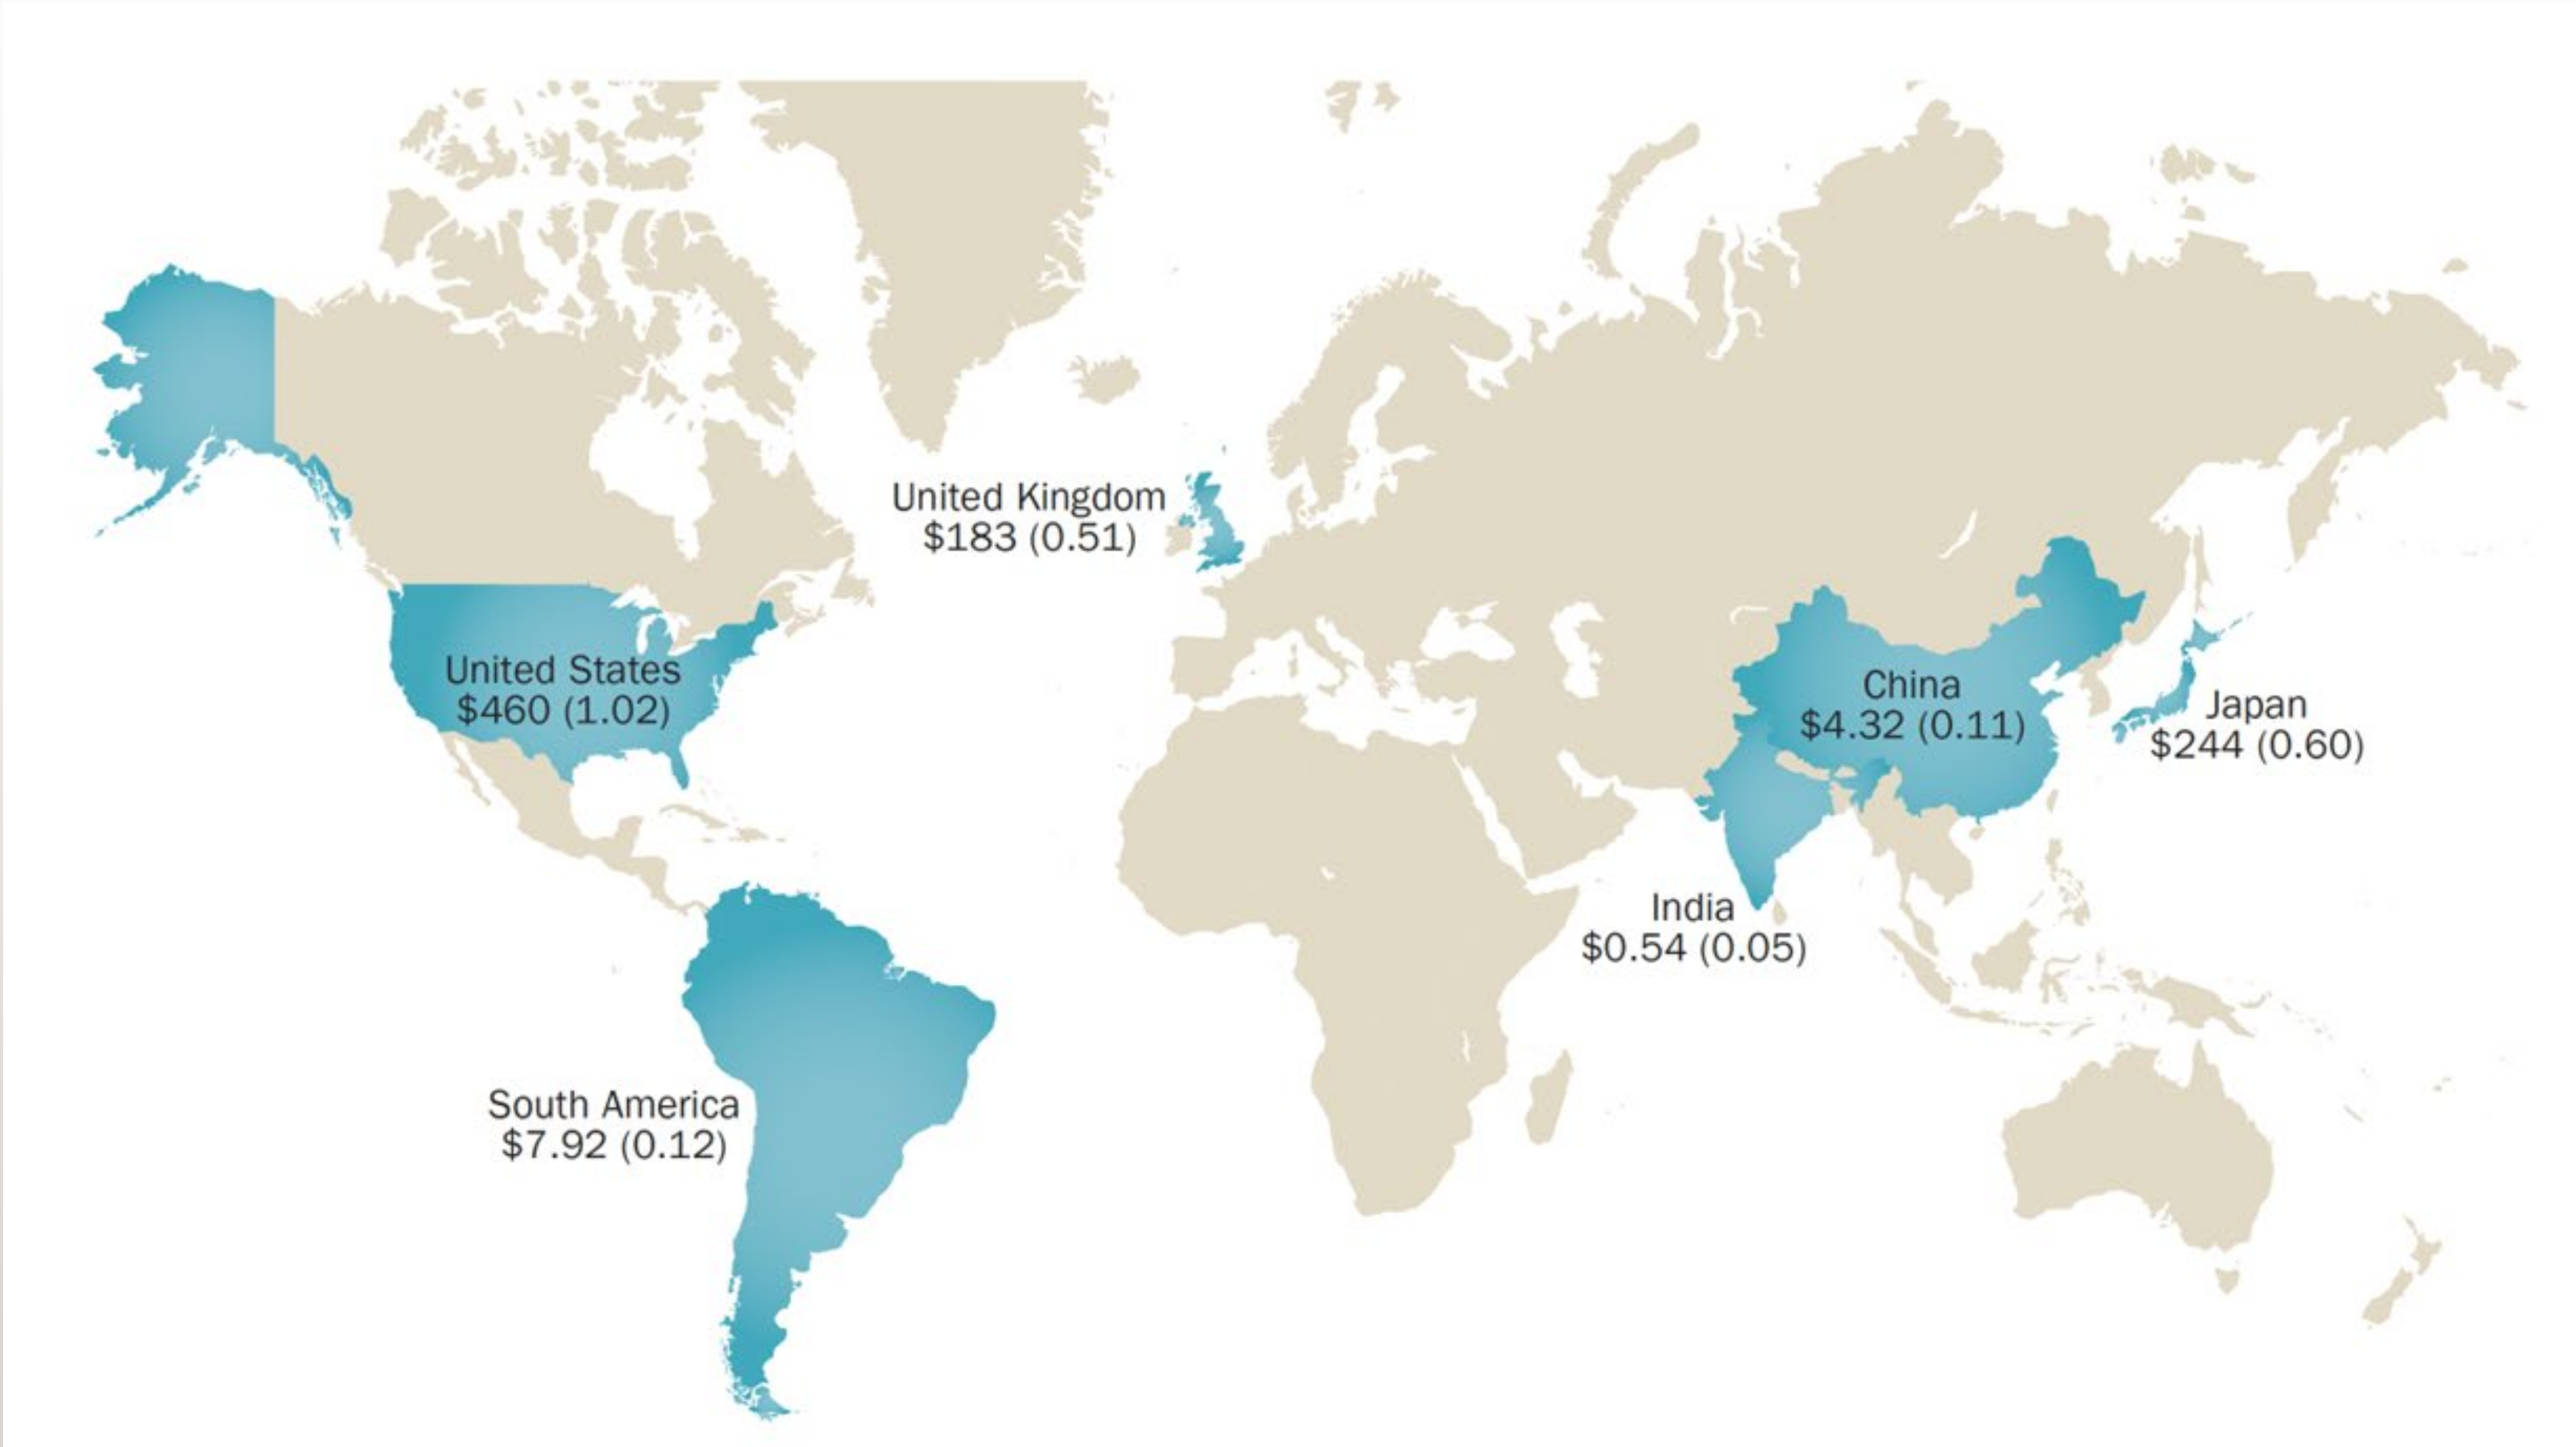 United Kingdom
$183 (0.51)
United States
$460 (1.02)
China
$4.32 (0.11)
Japan
$244 (0.60)
India
$0.54 (0.05)
South America
$7.92 (0.12)